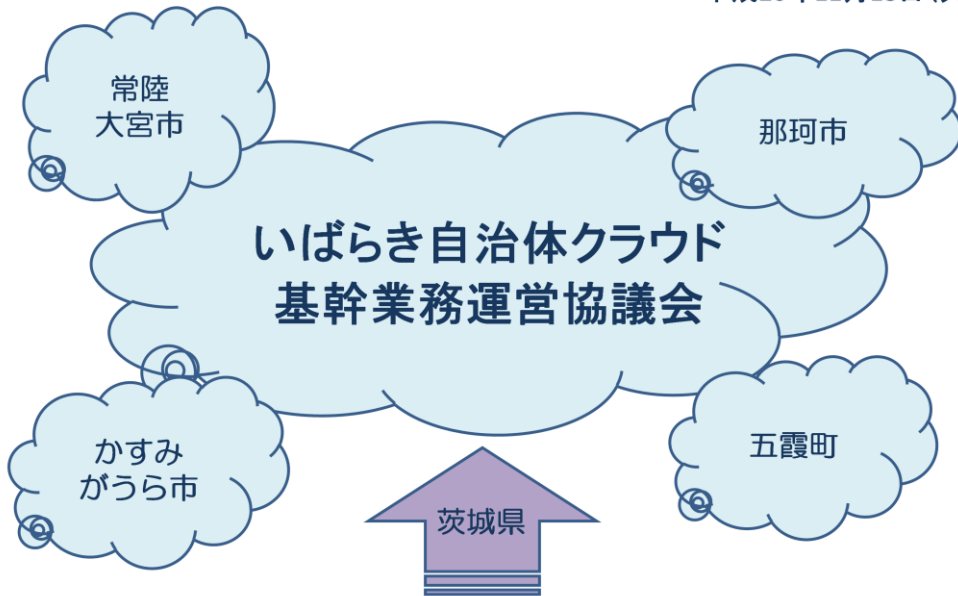 常陸
大宮市
那珂市
いばらき自治体クラウド
基幹業務運営協議会
かすみ
がうら市
五霞町
茨城県